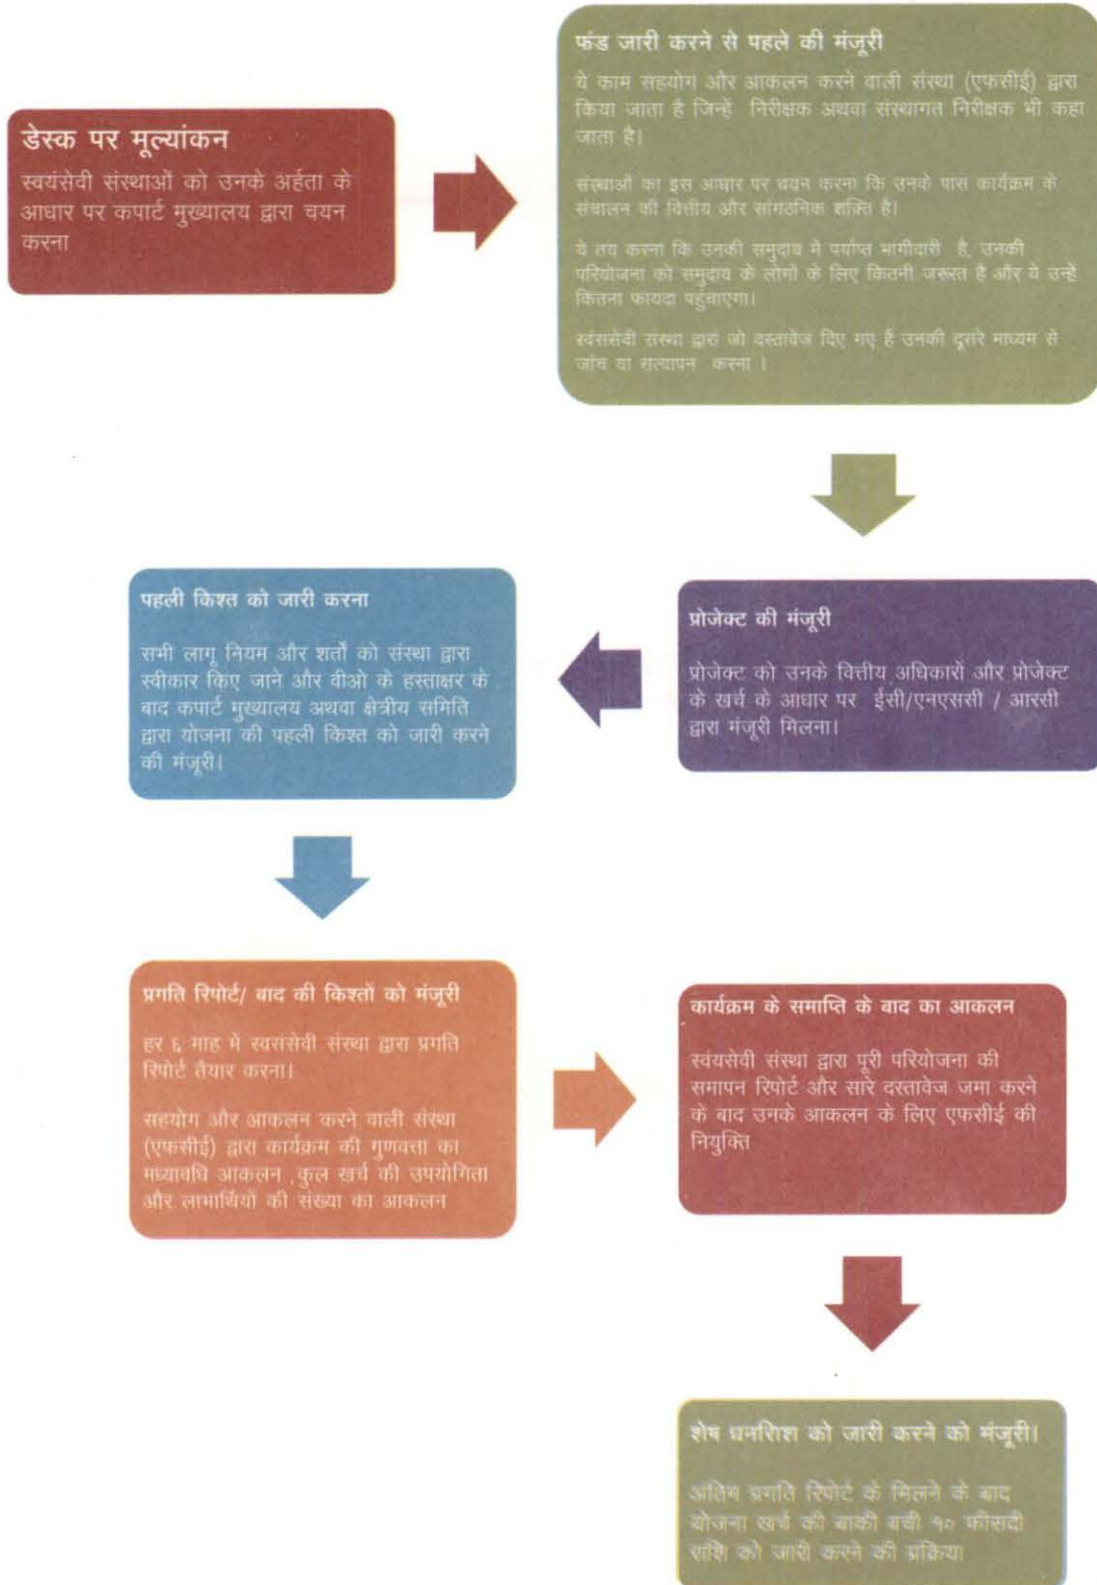 डेस्क पर मूल्यांकन
स्वयंसेवी संस्थाओं को उनके अर्हता के
आधार पर कपार्ट मुख्यालय द्वारा चयन
करना
फंड जारी करने से पहले की मंजूरी
ये काम सहयोग और आकलन करने वाली संस्था (एफसीई) द्वारा
किया जाता है जिन्हें निरीक्षक अथवा संस्थागत निरीक्षक भी कहा
जाता है।
संस्थाओं का इस आधार पर चयन करना कि उनके पास कार्यक्रम के
संचालन की वित्तीय और सांगठनिक शक्ति है।
ये तय करना कि उनकी समुदाय में पर्याप्त भागीदारी है, उनकी
परियोजना को समुदाय के लोगों के लिए कितनी जरूरत है और ये उन्हें
कितना फायदा पहुंचाएगा।
स्वंससेवी संस्था द्वारा जो दस्तावेज दिए गए हैं उनकी दूसरे माध्यम से
जांच या सत्यापन करना ।
प्रोजेक्ट की मंजूरी
प्रोजेक्ट को उनके वित्तीय अधिकारों और प्रोजेक्ट
के खर्च के आधार पर ईसी/एनएससी / आरसी
द्वारा मंजूरी मिलना।
पहली किश्त को जारी करना
सभी लागू नियम और शर्तों को संस्था द्वारा
स्वीकार किए जाने और वीओ के हस्ताक्षर के
बाद कपार्ट मुख्यालय अथवा क्षेत्रीय समिति
द्वारा योजना की पहली किश्त को जारी करने
की मंजूरी।
प्रगति रिपोर्ट/ बाद की किश्तों को मंजूरी
हर ६ माह में स्वसंसेवी संस्था द्वारा प्रगति
रिपोर्ट तैयार करना।
सहयोग और आकलन करने वाली संस्था
(एफसीई) द्वारा कार्यक्रम की गुणवत्ता का
मध्यावधि आकलन ,कुल खर्च की उपयोगिता
और लाभार्थियों की संख्या का आकलन
कार्यक्रम के समाप्ति के बाद का आकलन
स्वंयसेवी संस्था द्वारा पूरी परियोजना की
समापन रिपोर्ट और सारे दस्तावेज जमा करने
के बाद उनके आकलन के लिए एफसीई की
नियुक्ति
शेष धनराशि को जारी करने को मंजूरी।
अंतिम प्रगति रिपोर्ट के मिलने के बाद
योजना खर्च की बाकी बची १० फीसदी
राशि को जारी करने की प्रक्रिया